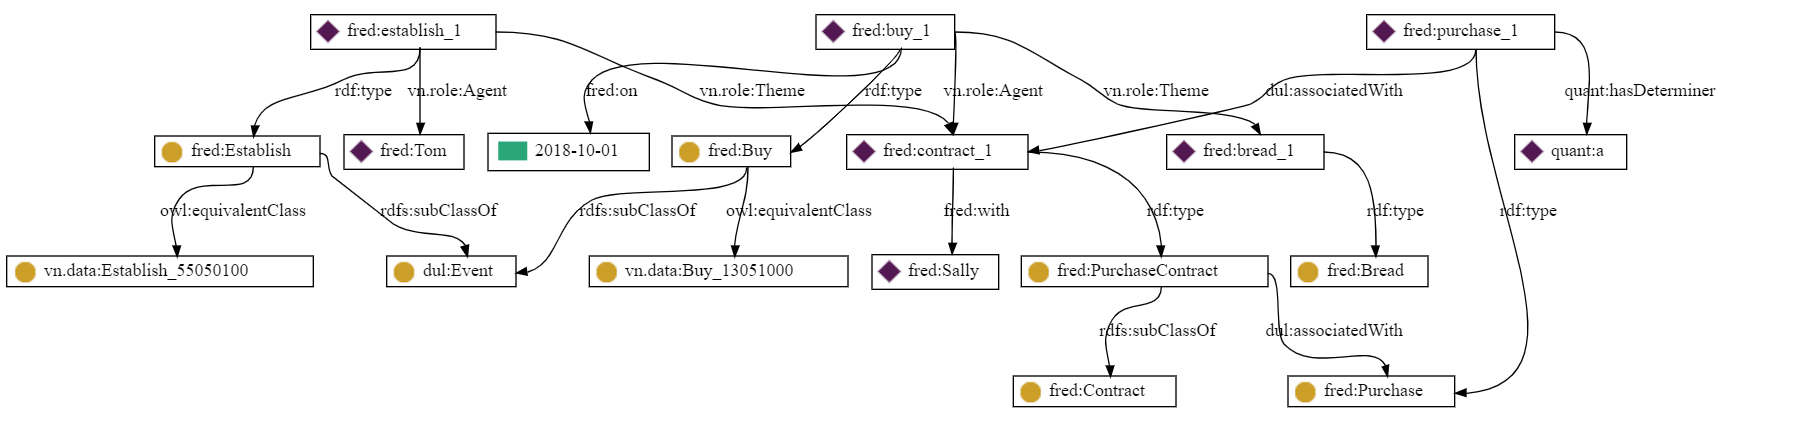 fred:establish_1
fred:buy_1
fred:purchase_1
rdf:type
vn.role:Agent
fred:on
vn.role:Theme
rdf:type
vn.role:Agent
vn.role:Theme
dul:associatedWith
quant:hasDeterminer
fred:Establish
fred:Tom
2018-10-01
fred:Buy
fred:contract_1
fred:bread_1
quant:a
owl:equivalentClass
rdfs:subClassOf
rdfs:subClassOf
owl:equivalentClass
fred:with
rdf:type
rdf:type
rdf:type
vn.data:Establish_55050100
dul:Event
vn.data:Buy_13051000
fred:Sally
fred:PurchaseContract
fred:Bread
rdfs:subClassOf
dul:associatedWith
fred:Contract
fred:Purchase